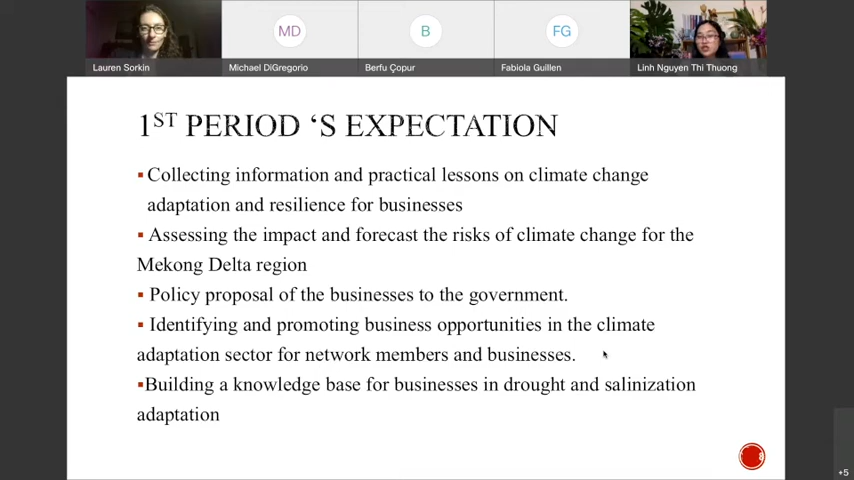 MD
B
FG
Lauren Sorkin
Michael DiGregorio
Berfu Çopur
Fabiola Guillen
Linh Nguyen Thi Thuong
1ST PERIOD ‘S EXPECTATION
▪Collecting information and practical lessons on climate change
adaptation and resilience for businesses
▪ Assessing the impact and forecast the risks of climate change for the
Mekong Delta region
▪ Policy proposal of the businesses to the government.
▪ Identifying and promoting business opportunities in the climate
adaptation sector for network members and businesses.
▪Building a knowledge base for businesses in drought and salinization
adaptation
8
+5